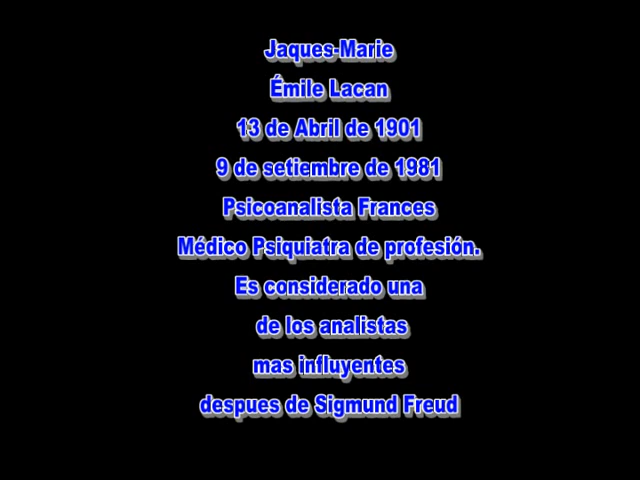 Jaques-Marie
Émile Lacan
13 de Abril de 1901
9 de setiembre de 1981
Psicoanalista Frances
Médico Psiquiatra de profesión.
Es considerado una
de los analistas
mas influyentes
despues de Sigmund Freud